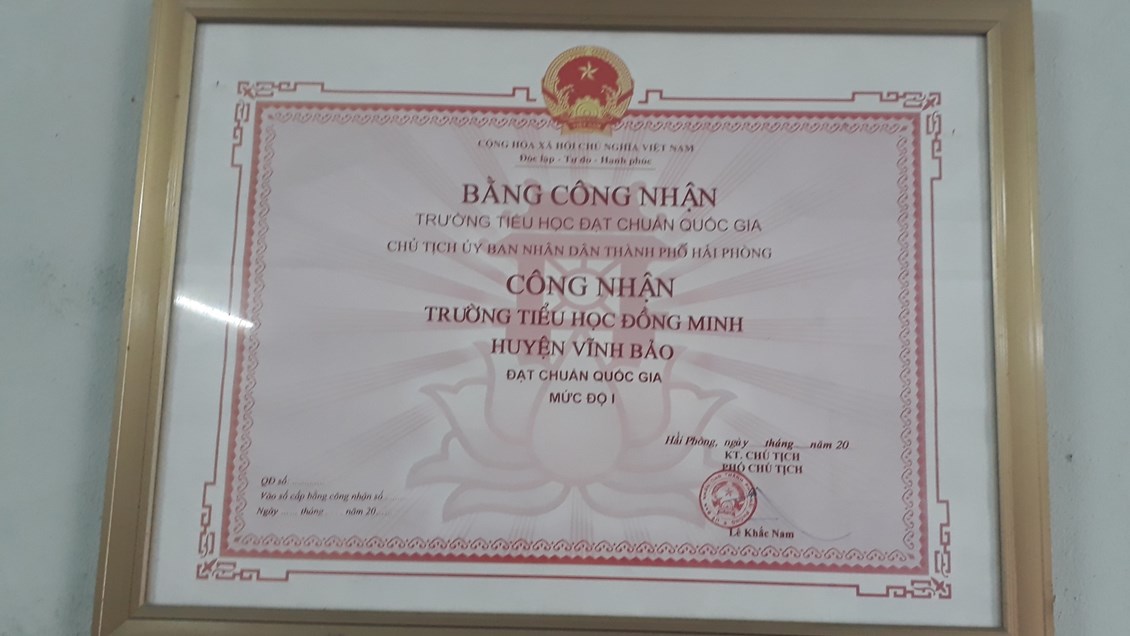 CỘNG HÒA XÃ HỘI CHỦ NGHĨA VIỆT NAM
Độc lập - Tự do - Hạnh phúc
BẰNG CÔNG NHẬN
TRƯỜNG TIỂU HỌC ĐẠT CHUẨN QUỐC GIA
CHỦ TỊCH ỦY BAN NHÂN DÂN THÀNH PHỐ HẢI PHÒNG
CÔNG NHẬN
TRƯỜNG TIỂU HỌC ĐỒNG MINH
HUYỆN VĨNH BẢO
ĐẠT CHUẨN QUỐC GIA
MỨC ĐỘ I
Hải Phòng, ngày tháng năm 20
KT. CHỦ TỊCH
PHÓ CHỦ TỊCH
Lê Khắc Nam
QĐ số
Vào sổ cấp bằng công nhận số
Ngày tháng năm 20